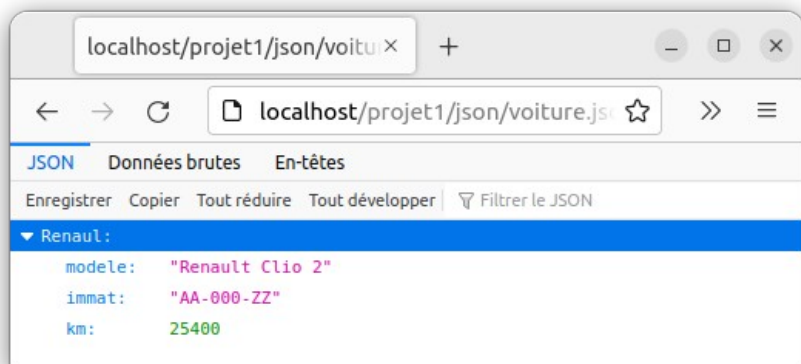 localhost/projet1/json/voitu
localhost/projet1/json/voiture.js
JSON Données brutes En-têtes
Enregistrer Copier Tout réduire Tout développer Filtrer le JSON
Renaul:
modele: "Renault Clio 2"
immat: "AA-000-ZZ"
km: 25400